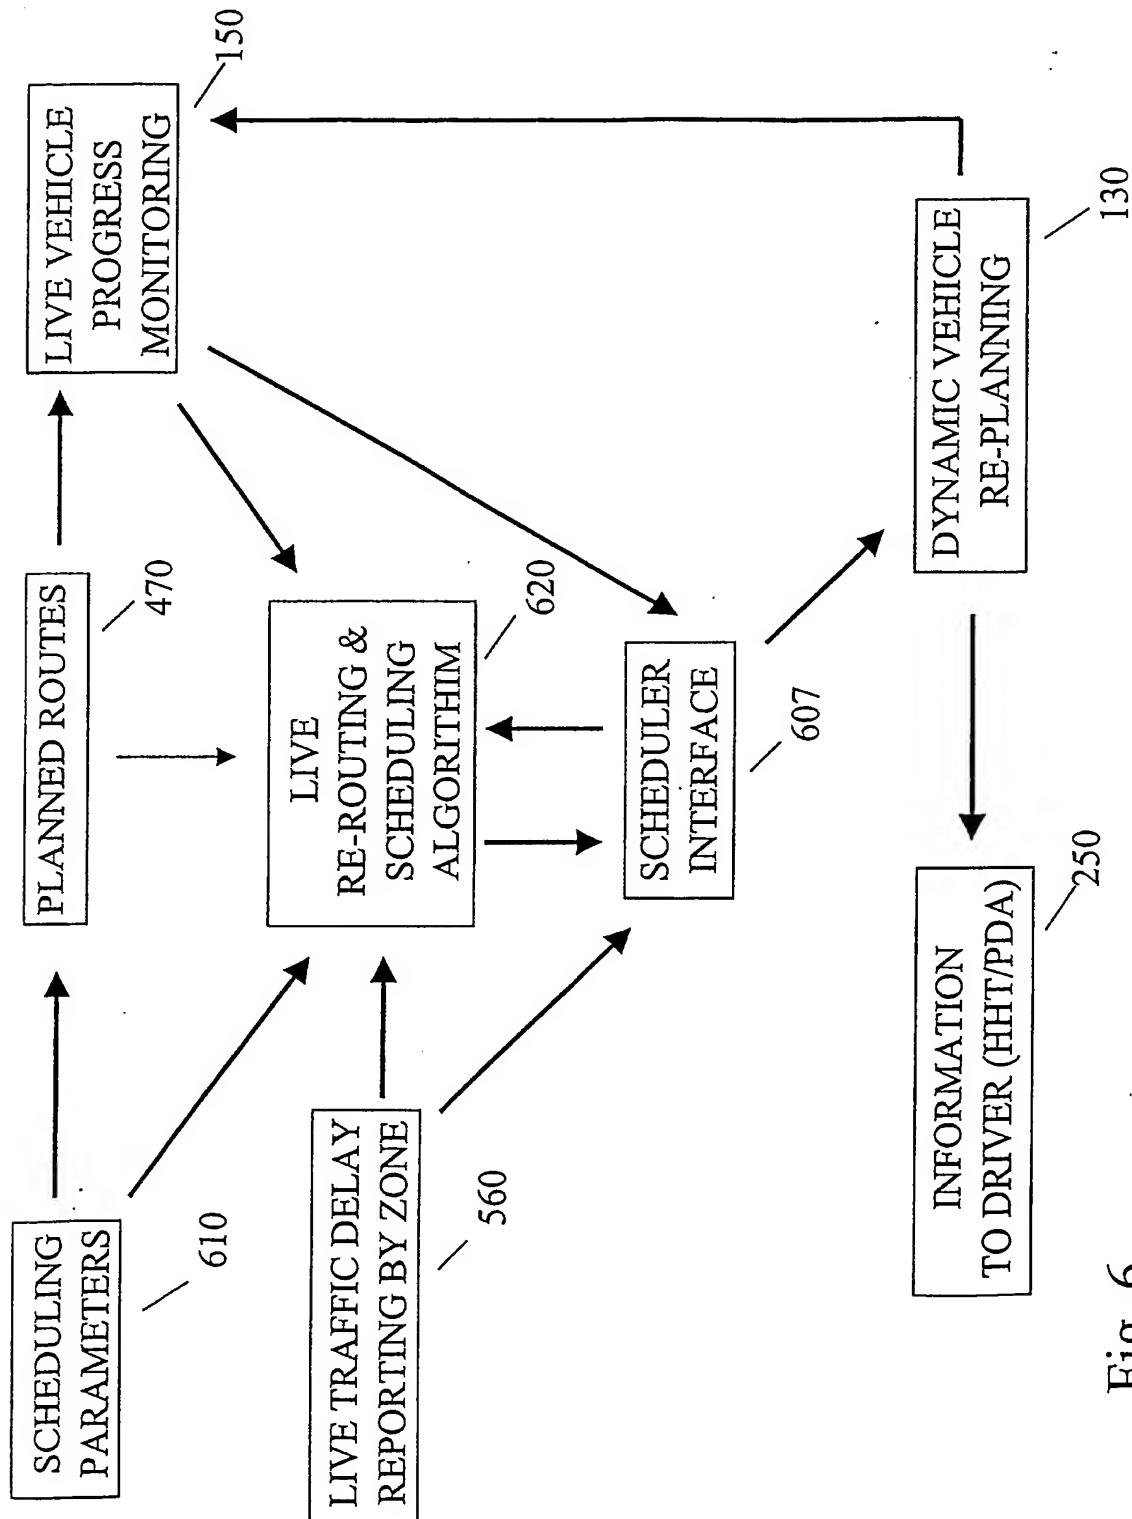 SCHEDULING
PARAMETERS
610
PLANNED ROUTES
470
LIVE VEHICLE
PROGRESS
MONITORING
150
LIVE TRAFFIC DELAY
REPORTING BY ZONE
560
LIVE
RE-ROUTING &
SCHEDULING
ALGORITHIM
620
SCHEDULER
INTERFACE
607
INFORMATION
TO DRIVER (HHT/PDA)
250
DYNAMIC VEHICLE
RE-PLANNING
130
Fig. 6